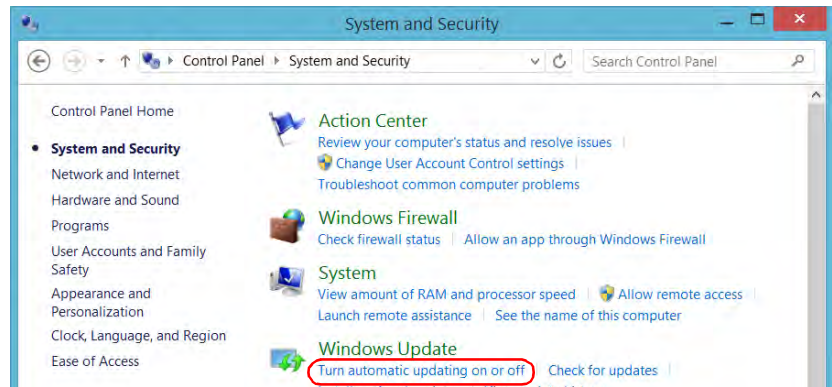 System and Security
Control Panel System and Security
Search Control Panel
Control Panel Home
System and Security
Network and Internet
Hardware and Sound
Programs
User Accounts and Family
Safety
Appearance and
Personalization
Clock, Language, and Region
Ease of Access
Action Center
Review your computer's status and resolve issues
Change User Account Control settings
Troubleshoot common computer problems
Windows Firewall
Check firewall status Allow an app through Windows Firewall
System
View amount of RAM and processor speed Allow remote access
Launch remote assistance See the name of this computer
Windows Update
Turn automatic updating on or off Check for updates